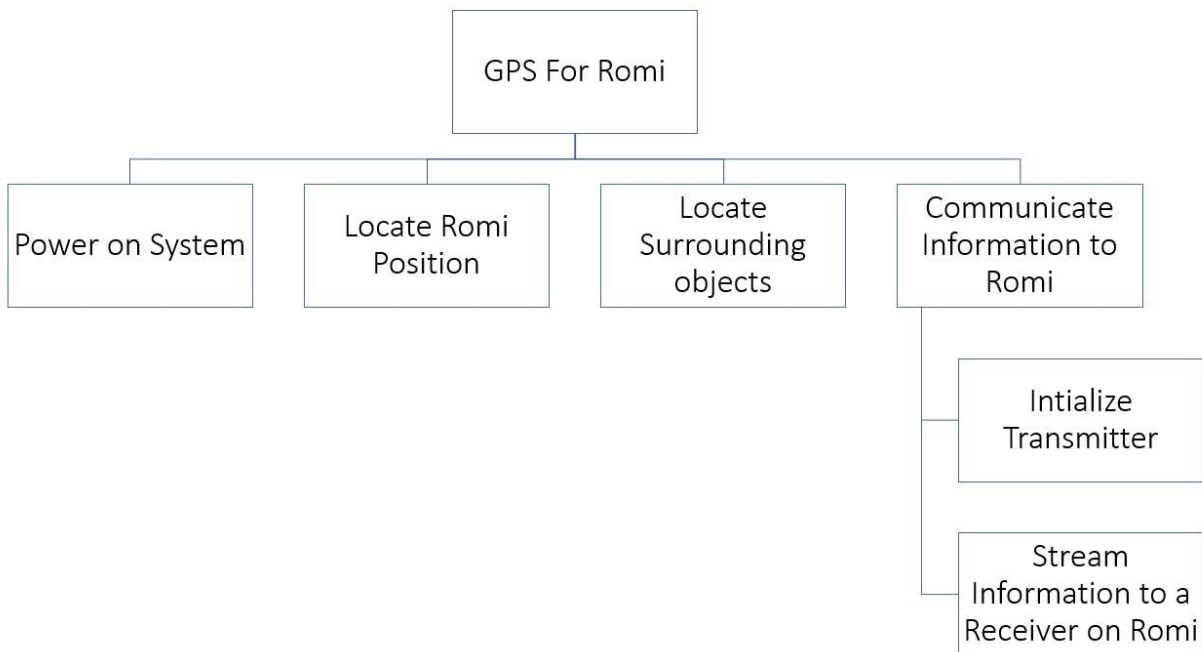 GPS For Romi
Power on System
Locate Romi
Position
Locate
Surrounding
objects
Communicate
Information to
Romi
Intialize
Transmitter
Stream
Information to a
Receiver on Romi